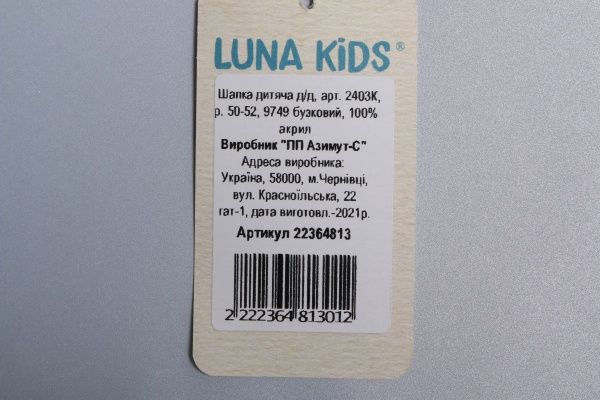 LUNA KiDS®
Шапка дитяча д/д, арт. 2403К,
р. 50-52, 9749 бузковий, 100%
акрил
Виробник "ПП Азимут-С"
Адреса виробника:
Україна, 58000, м.Чернівці,
вул. Красноїльська, 22
гат-1, дата виготовл.-2021р.
Артикул 22364813
2 222364 813012